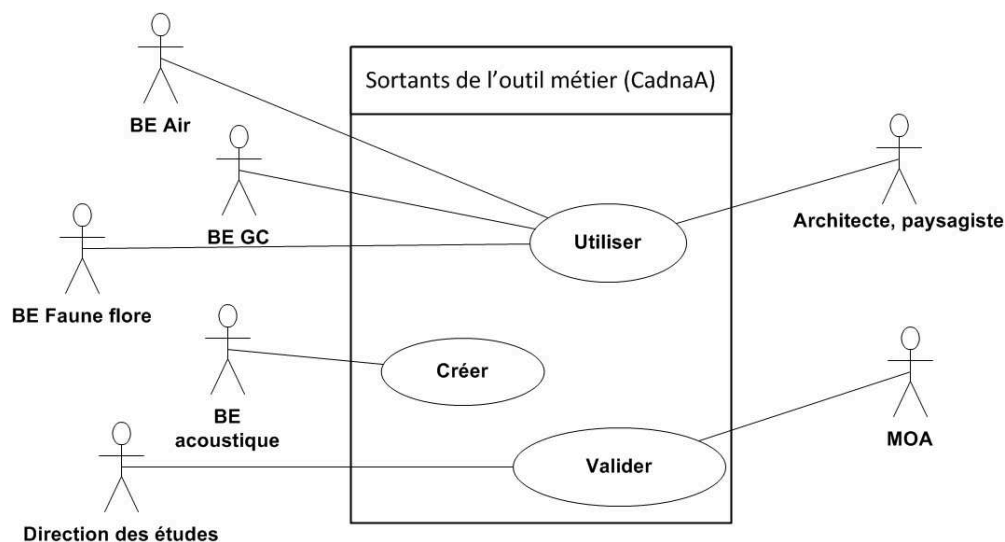 Sortants de l'outil métier (CadnaA)
BE Air
BE GC
Architecte, paysagiste
Utiliser
BE Faune flore
Créer
BE
acoustique
MOA
Valider
Direction des études